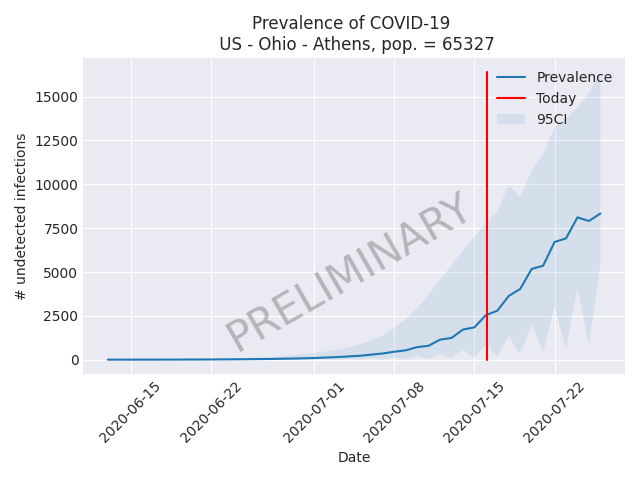 Prevalence of COVID-19
US - Ohio - Athens, pop. = 65327
Prevalence
Today
95CI
PRELIMINARY
# undetected infections
15000
12500
10000
7500
5000
2500
0
2020-06-15
2020-06-22
2020-07-01
2020-07-08
2020-07-15
2020-07-22
Date